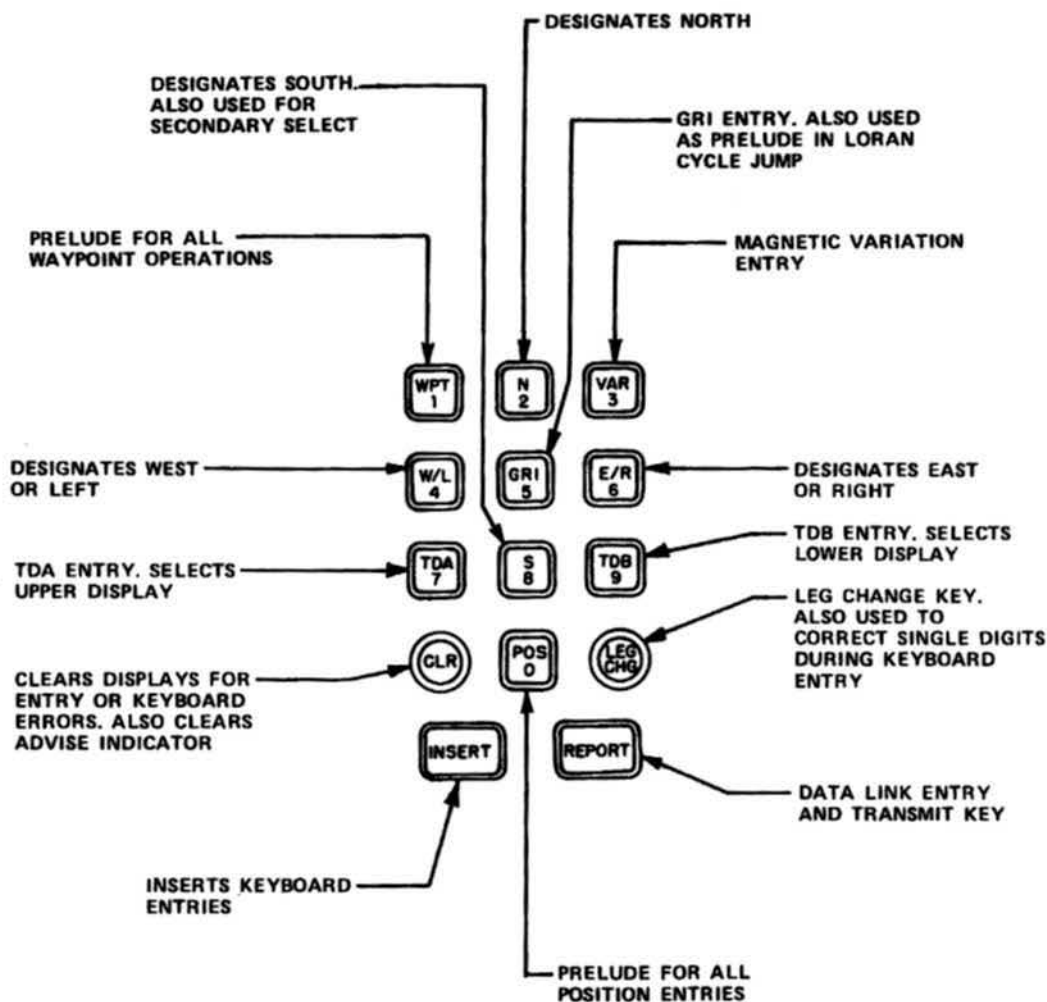 DESIGNATES NORTH
DESIGNATES SOUTH.
ALSO USED FOR
SECONDARY SELECT
GRI ENTRY. ALSO USED
AS PRELUDE IN LORAN
CYCLE JUMP
PRELUDE FOR ALL
WAYPOINT OPERATIONS
MAGNETIC VARIATION
ENTRY
WPT
1
N
2
VAR
3
DESIGNATES WEST
OR LEFT
W/L
4
GRI
5
E/R
6
DESIGNATES EAST
OR RIGHT
TDA ENTRY. SELECTS
UPPER DISPLAY
TDA
7
S
8
TDB
9
TDB ENTRY. SELECTS
LOWER DISPLAY
CLEARS DISPLAYS FOR
ENTRY OR KEYBOARD
ERRORS. ALSO CLEARS
ADVISE INDICATOR
CLR
POS
0
LEG
CHG
LEG CHANGE KEY.
ALSO USED TO
CORRECT SINGLE DIGITS
DURING KEYBOARD
ENTRY
INSERT
REPORT
DATA LINK ENTRY
AND TRANSMIT KEY
INSERTS KEYBOARD
ENTRIES
PRELUDE FOR ALL
POSITION ENTRIES